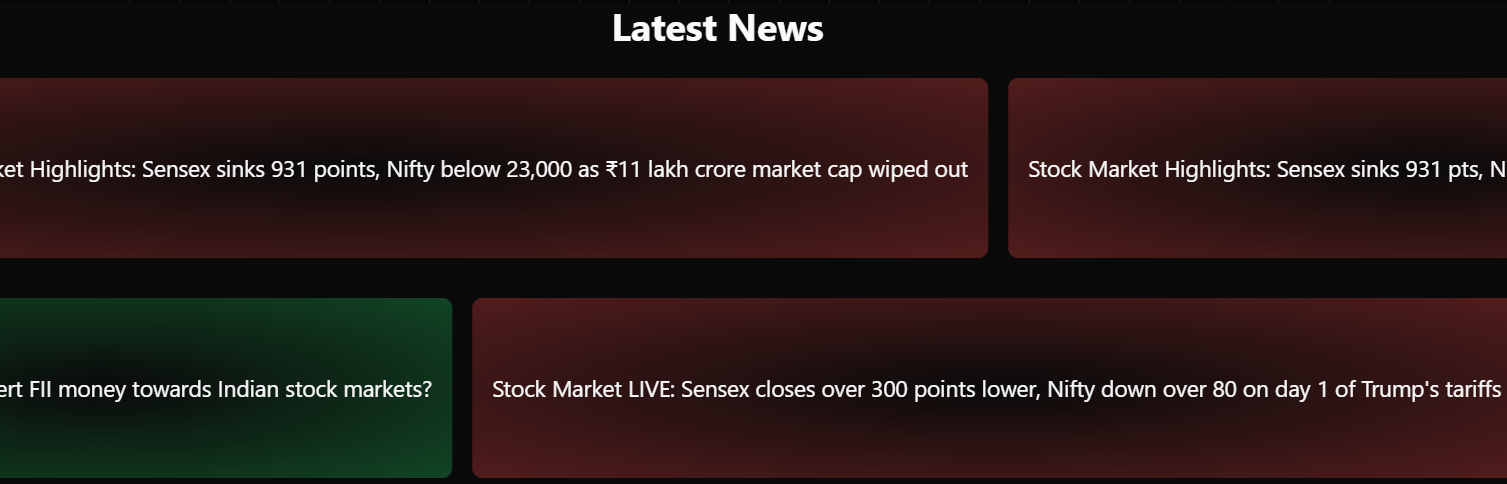 Latest News
ket Highlights: Sensex sinks 931 points, Nifty below 23,000 as ₹11 lakh crore market cap wiped out
Stock Market Highlights: Sensex sinks 931 pts, N
ert FII money towards Indian stock markets?
Stock Market LIVE: Sensex closes over 300 points lower, Nifty down over 80 on day 1 of Trump's tariffs